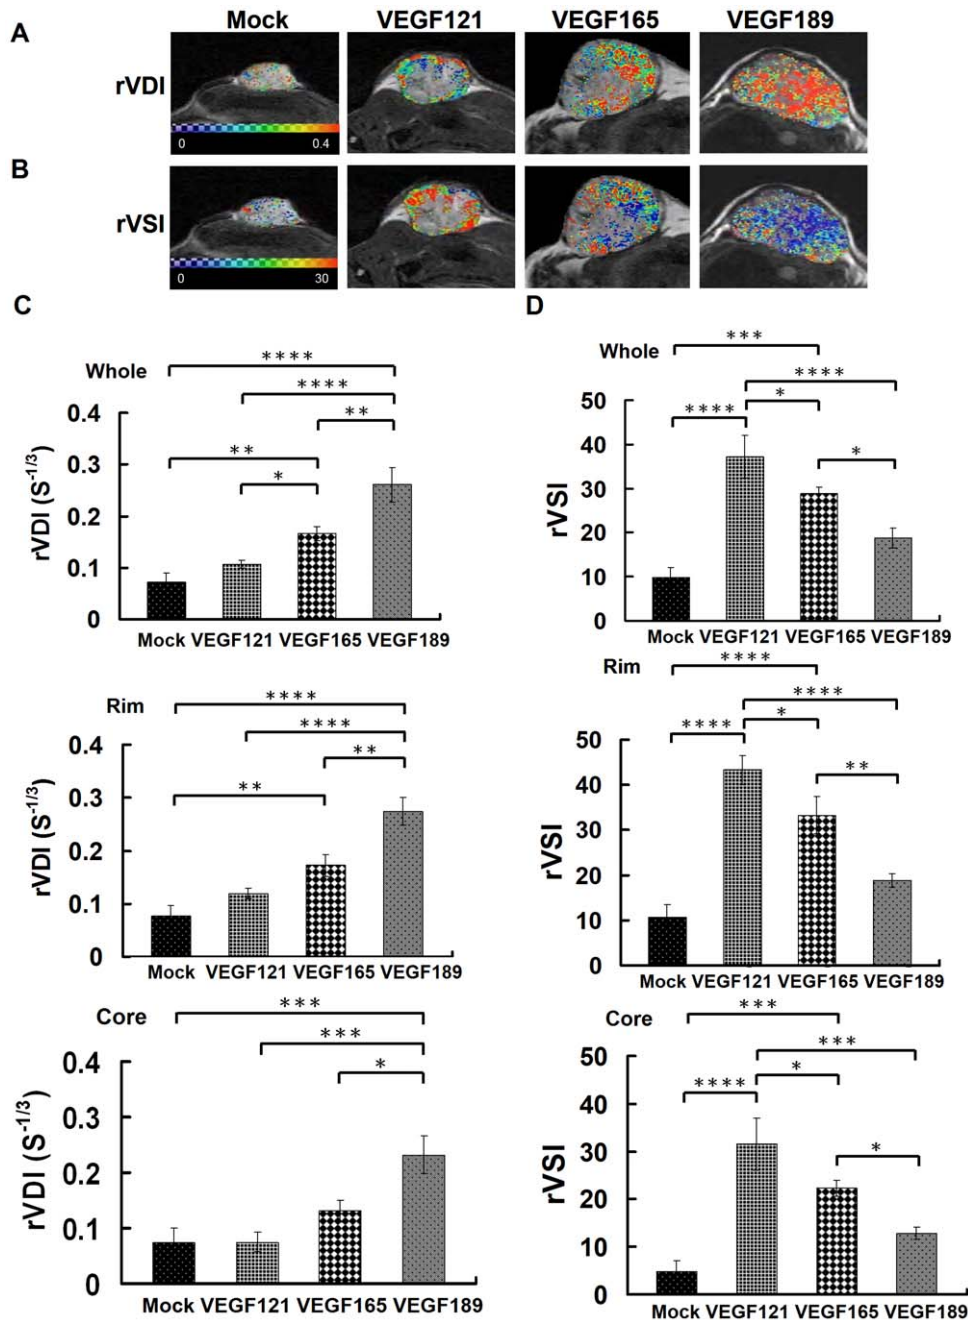 A
Mock VEGF121 VEGF165 VEGF189
rVDI
0 0.4
B
rVSI
0 30
C
Whole
****
****
**
**
*
0.4
0.3
0.2
0.1
0
rVDI (S-1/3)
Mock VEGF121 VEGF165 VEGF189
Rim
****
****
**
**
0.4
0.3
0.2
0.1
0
rVDI (S-1/3)
Mock VEGF121 VEGF165 VEGF189
Core
***
***
*
0.4
0.3
0.2
0.1
0
rVDI (S-1/3)
Mock VEGF121 VEGF165 VEGF189
D
Whole
***
****
*
****
*
50
40
30
20
10
0
rVSI
Mock VEGF121 VEGF165 VEGF189
Rim
****
****
*
****
**
50
40
30
20
10
0
rVSI
Mock VEGF121 VEGF165 VEGF189
Core
***
***
*
****
*
50
40
30
20
10
0
rVSI
Mock VEGF121 VEGF165 VEGF189